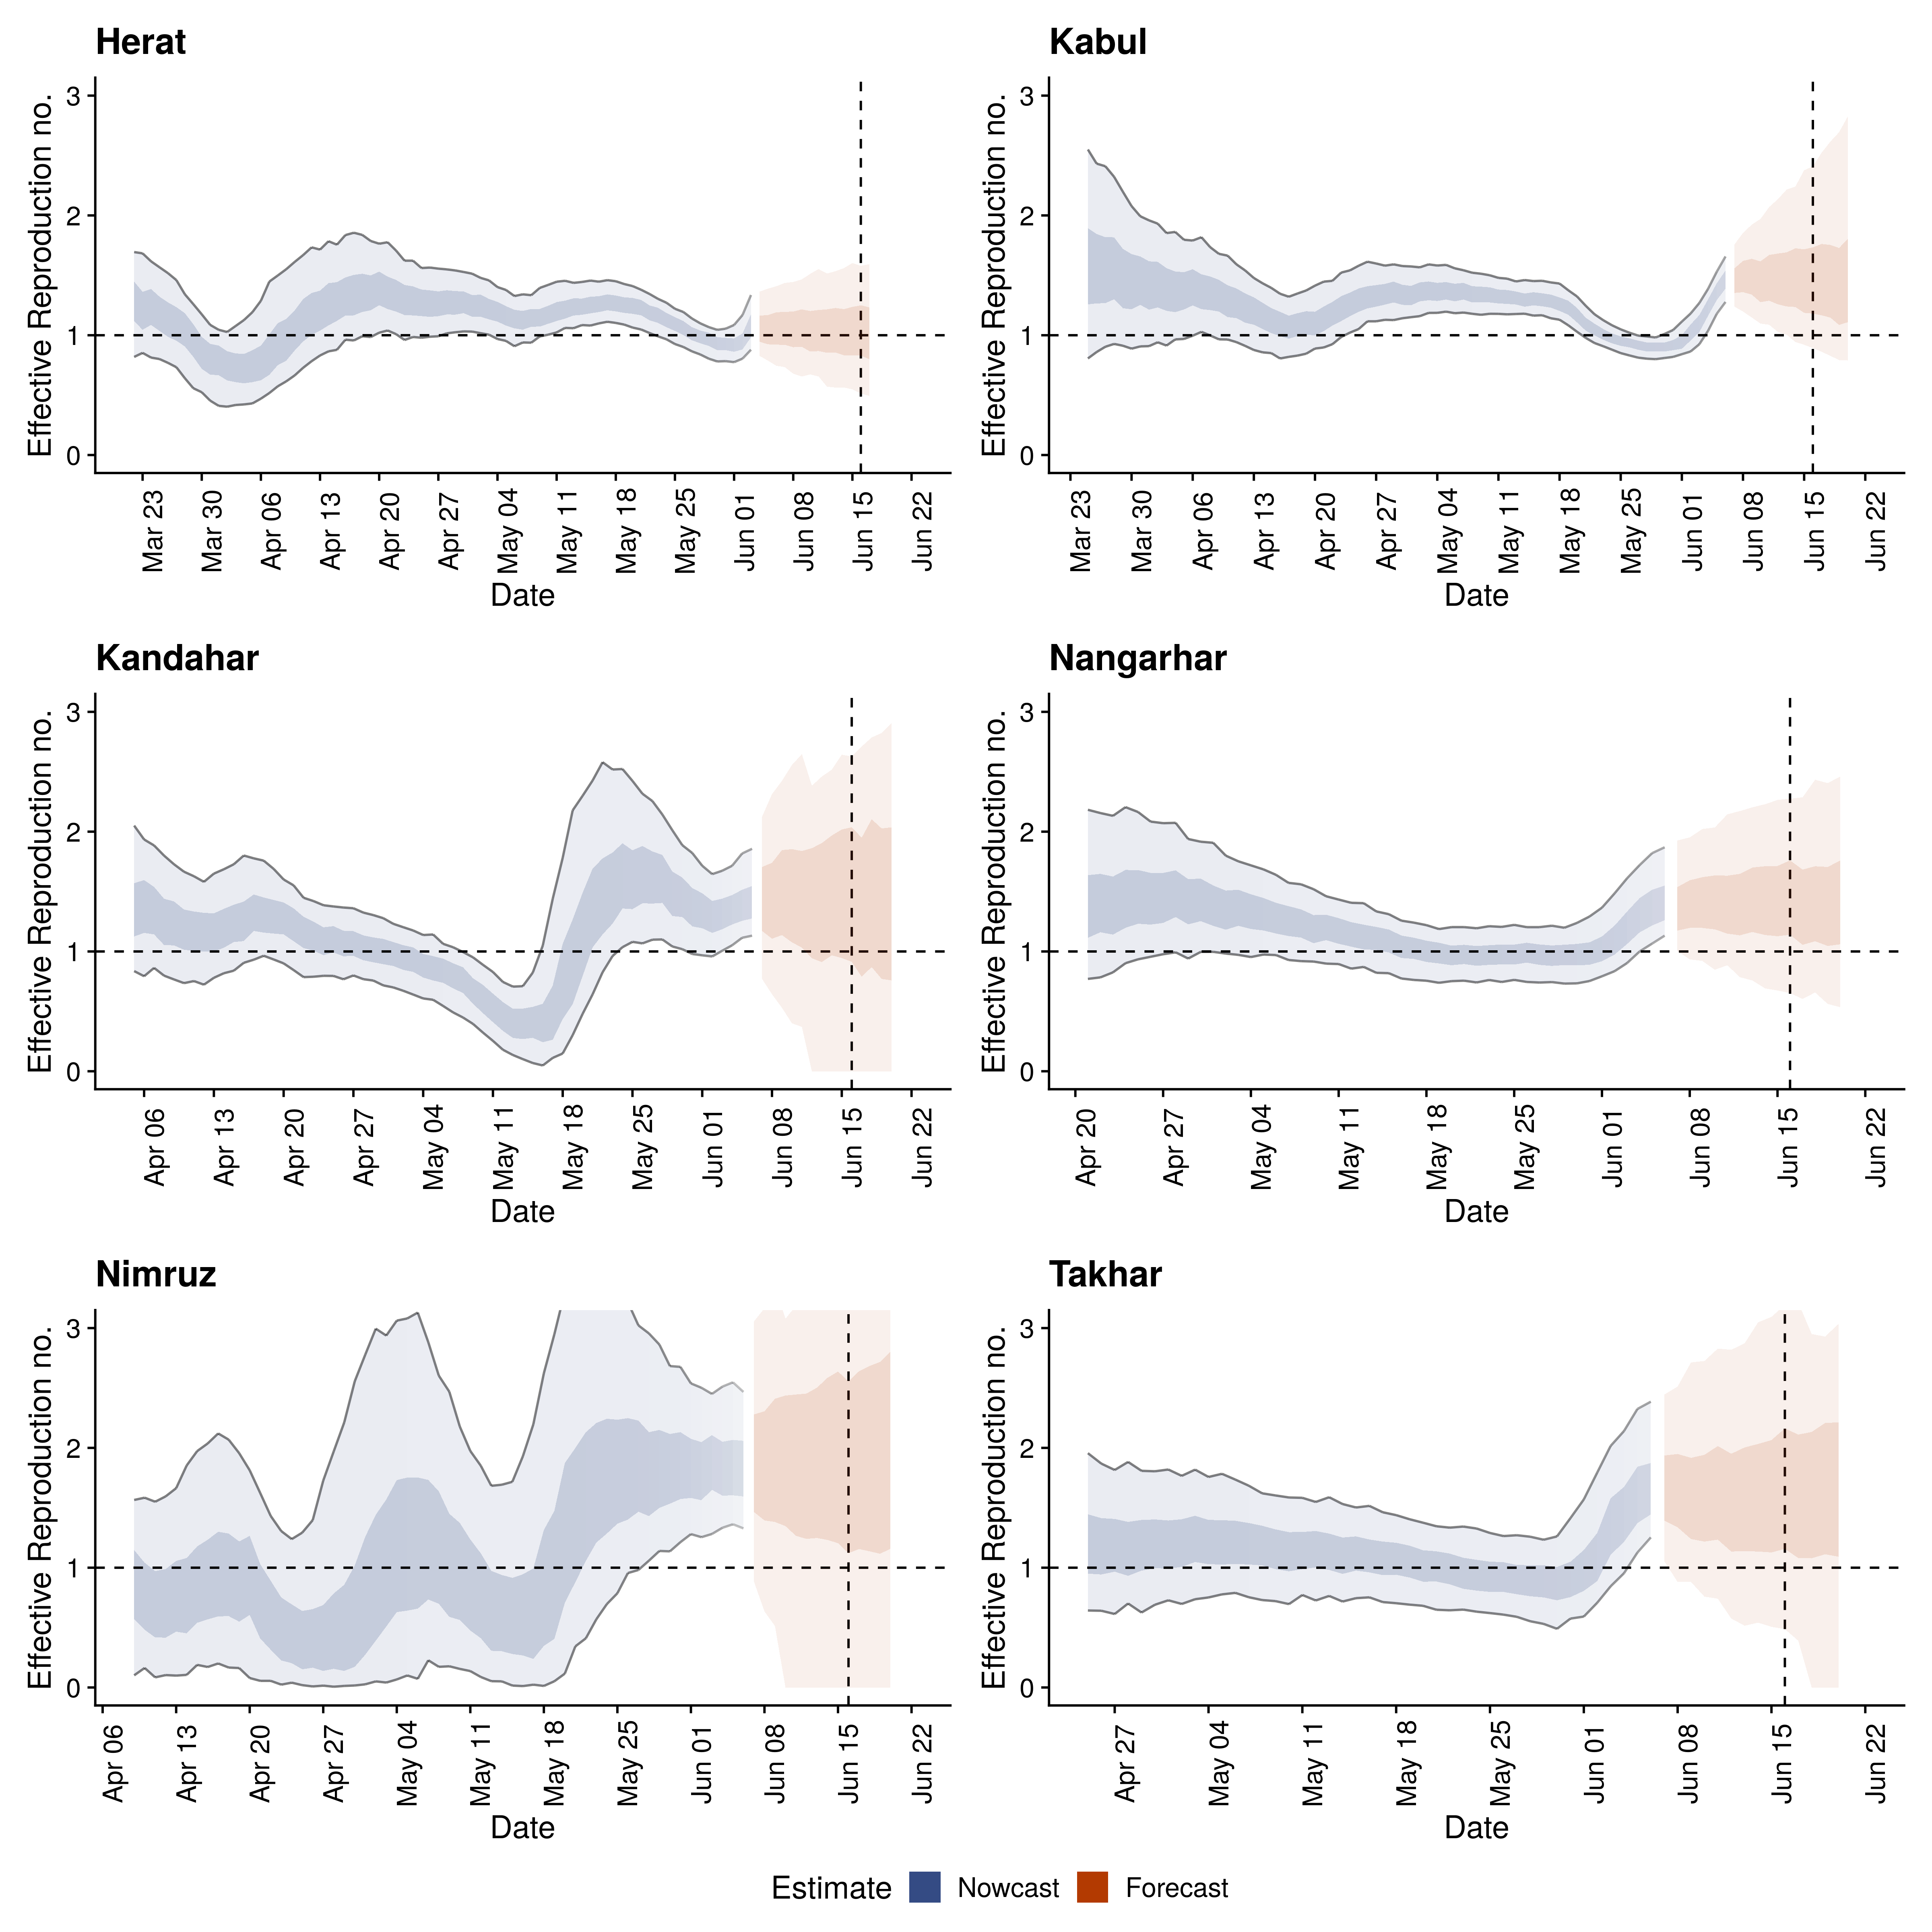 Herat
Effective Reproduction no.
3
2
1
0
Mar 23
Mar 30
Apr 06
Apr 13
Apr 20
Apr 27
May 04
May 11
May 18
May 25
Jun 01
Jun 08
Jun 15
Jun 22
Date
Kabul
Effective Reproduction no.
3
2
1
0
Mar 23
Mar 30
Apr 06
Apr 13
Apr 20
Apr 27
May 04
May 11
May 18
May 25
Jun 01
Jun 08
Jun 15
Jun 22
Date
Kandahar
Effective Reproduction no.
3
2
1
0
Apr 06
Apr 13
Apr 20
Apr 27
May 04
May 11
May 18
May 25
Jun 01
Jun 08
Jun 15
Jun 22
Date
Nangarhar
Effective Reproduction no.
3
2
1
0
Apr 20
Apr 27
May 04
May 11
May 18
May 25
Jun 01
Jun 08
Jun 15
Jun 22
Date
Nimruz
Effective Reproduction no.
3
2
1
0
Apr 06
Apr 13
Apr 20
Apr 27
May 04
May 11
May 18
May 25
Jun 01
Jun 08
Jun 15
Jun 22
Date
Takhar
Effective Reproduction no.
3
2
1
0
Apr 27
May 04
May 11
May 18
May 25
Jun 01
Jun 08
Jun 15
Jun 22
Date
Estimate Nowcast Forecast